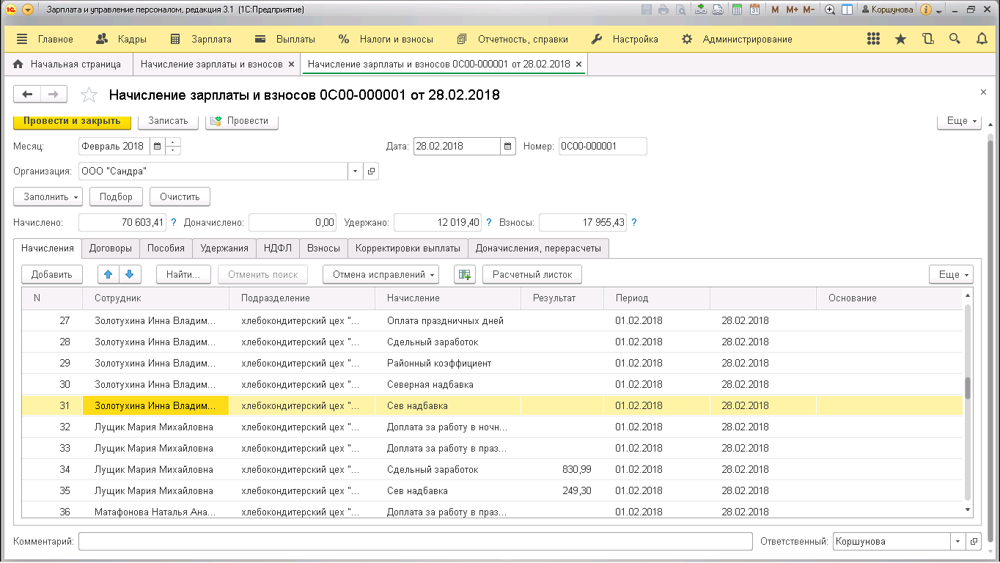 Зарплата и управление персоналом, редакция 3.1 (1С:Предприятие) M M+ M- Коршунова
Главное Кадры Зарплата Выплаты Налоги и взносы Отчетность, справки Настройка Администрирование
Начальная страница Начисление зарплаты и взносов × Начисление зарплаты и взносов 0С00-000001 от 28.02.2018 ×
Начисление зарплаты и взносов 0С00-000001 от 28.02.2018
Провести и закрыть Записать Провести Еще
Месяц: Февраль 2018 Дата: 28.02.2018 Номер: 0С00-000001
Организация: ООО "Сандра"
Заполнить Подбор Очистить
Начислено: 70 603,41 ? Доначислено: 0,00 Удержано: 12 019,40 ? Взносы: 17 955,43 ?
Начисления Договоры Пособия Удержания НДФЛ Взносы Корректировки выплаты Доначисления, перерасчеты
Добавить Найти... Отменить поиск Отмена исправлений Расчетный листок Еще
N Сотрудник Подразделение Начисление Результат Период Основание
27 Золотухина Инна Владим... хлебокондитерский цех "... Оплата праздничных дней 01.02.2018 28.02.2018
28 Золотухина Инна Владим... хлебокондитерский цех "... Сдельный заработок 01.02.2018 28.02.2018
29 Золотухина Инна Владим... хлебокондитерский цех "... Районный коэффициент 01.02.2018 28.02.2018
30 Золотухина Инна Владим... хлебокондитерский цех "... Северная надбавка 01.02.2018 28.02.2018
31 Золотухина Инна Владим... хлебокондитерский цех "... Сев надбавка 01.02.2018 28.02.2018
32 Лущик Мария Михайловна хлебокондитерский цех "... Доплата за работу в ночн... 01.02.2018 28.02.2018
33 Лущик Мария Михайловна хлебокондитерский цех "... Доплата за работу в праз... 01.02.2018 28.02.2018
34 Лущик Мария Михайловна хлебокондитерский цех "... Сдельный заработок 830,99 01.02.2018 28.02.2018
35 Лущик Мария Михайловна хлебокондитерский цех "... Сев надбавка 249,30 01.02.2018 28.02.2018
36 Матафонова Наталья Ана... хлебокондитерский цех "... Доплата за работу в праз... 01.02.2018 28.02.2018
Комментарий: Ответственный: Коршунова